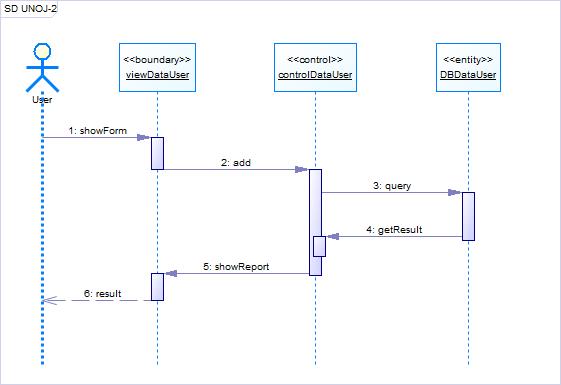 SD UNOJ-2
<<boundary>>
viewDataUser
<<control>>
controlDataUser
<<entity>>
DBDataUser
User
1: showForm
2: add
3: query
4: getResult
5: showReport
6: result